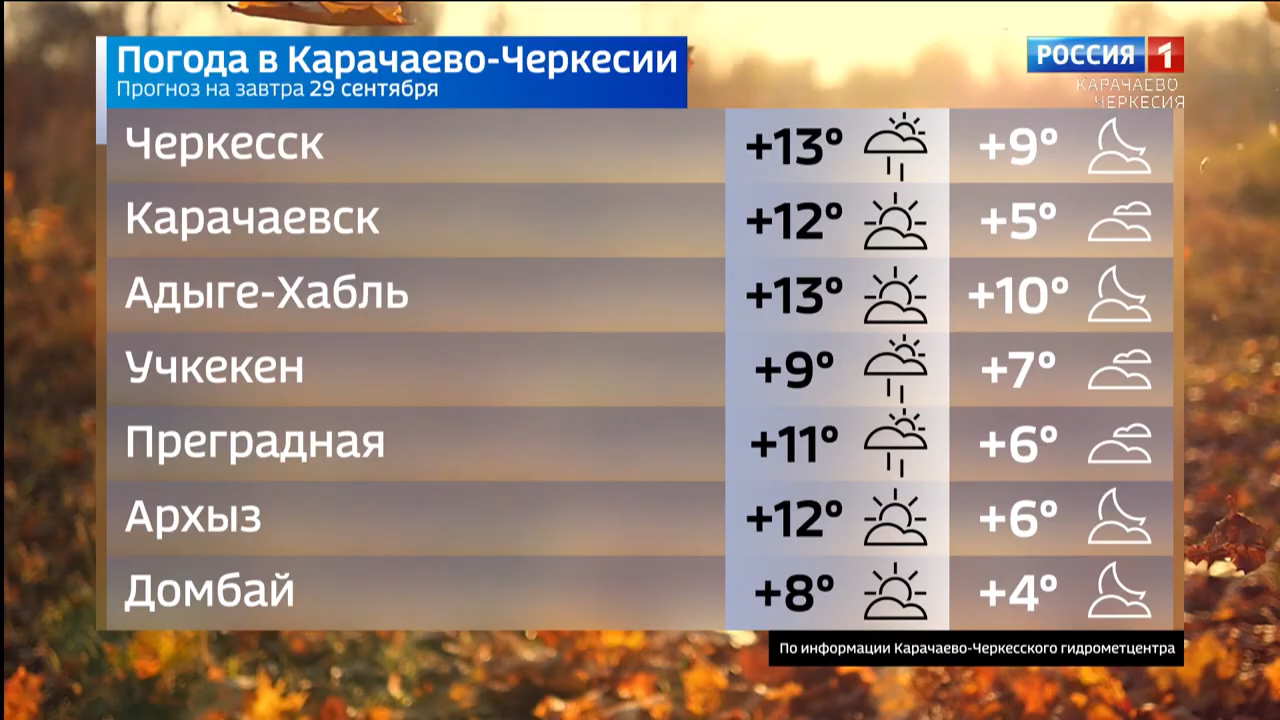 Погода в Карачаево-Черкесии
Прогноз на завтра 29 сентября
РОССИЯ 1
КАРАЧАЕВО
ЧЕРКЕСИЯ
Черкесск +13° +9°
Карачаевск +12° +5°
Адыге-Хабль +13° +10°
Учкекен +9° +7°
Преградная +11° +6°
Архыз +12° +6°
Домбай +8° +4°
По информации Карачаево-Черкесского гидрометцентра